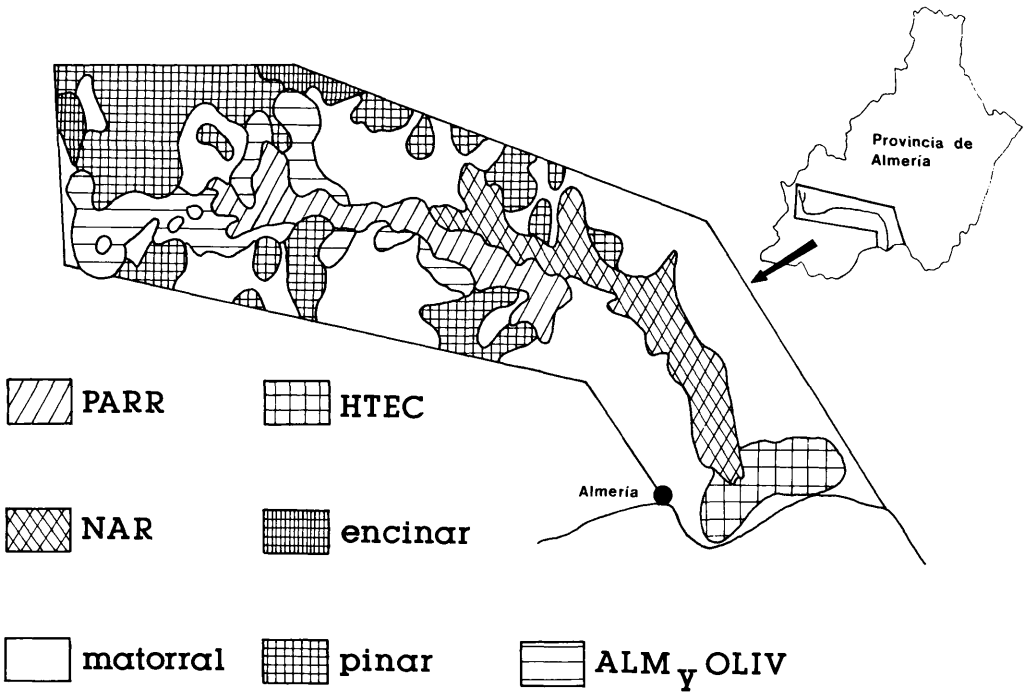 Provincia de
Almería
Almería
PARR
HTEC
NAR
encinar
matorral
pinar
ALM y OLIV